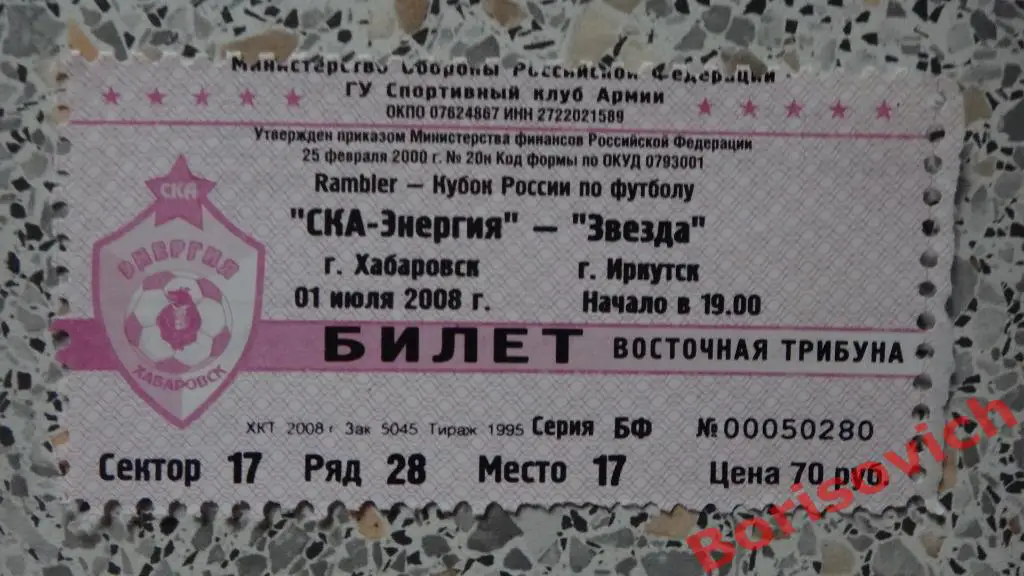 Министерство Обороны Российской Федерации
ГУ Спортивный клуб Армии
ОКПО 07624867 ИНН 2722021589
Утвержден приказом Министерства финансов Российской Федерации
25 февраля 2000 г. № 20н Код формы по ОКУД 0793001
Rambler – Кубок России по футболу
"СКА-Энергия" – "Звезда"
г. Хабаровск г. Иркутск
01 июля 2008 г. Начало в 19.00
СКА
ЭНЕРГИЯ
ХАБАРОВСК
БИЛЕТ ВОСТОЧНАЯ ТРИБУНА
ХКТ 2008 г Зак 5045 Тираж 1995 Серия БФ №00050280
Сектор 17 Ряд 28 Место 17 Цена 70 руб.
Borisovich